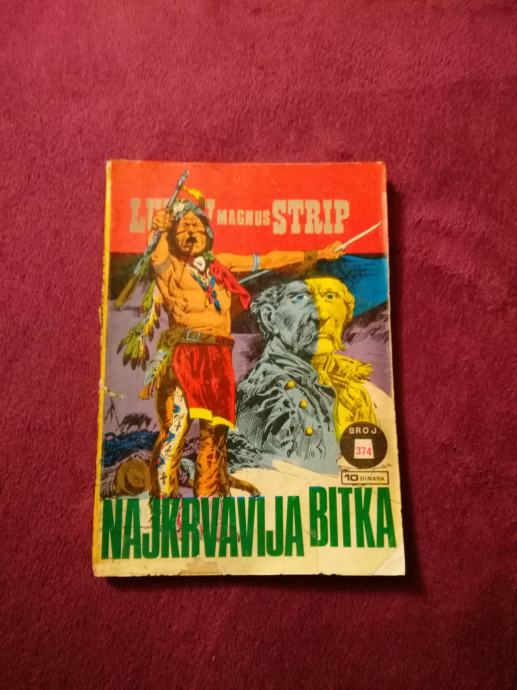 MAGNUS STRIP
BROJ
374
10 DINARA
NAJKRVAVIJA BITKA